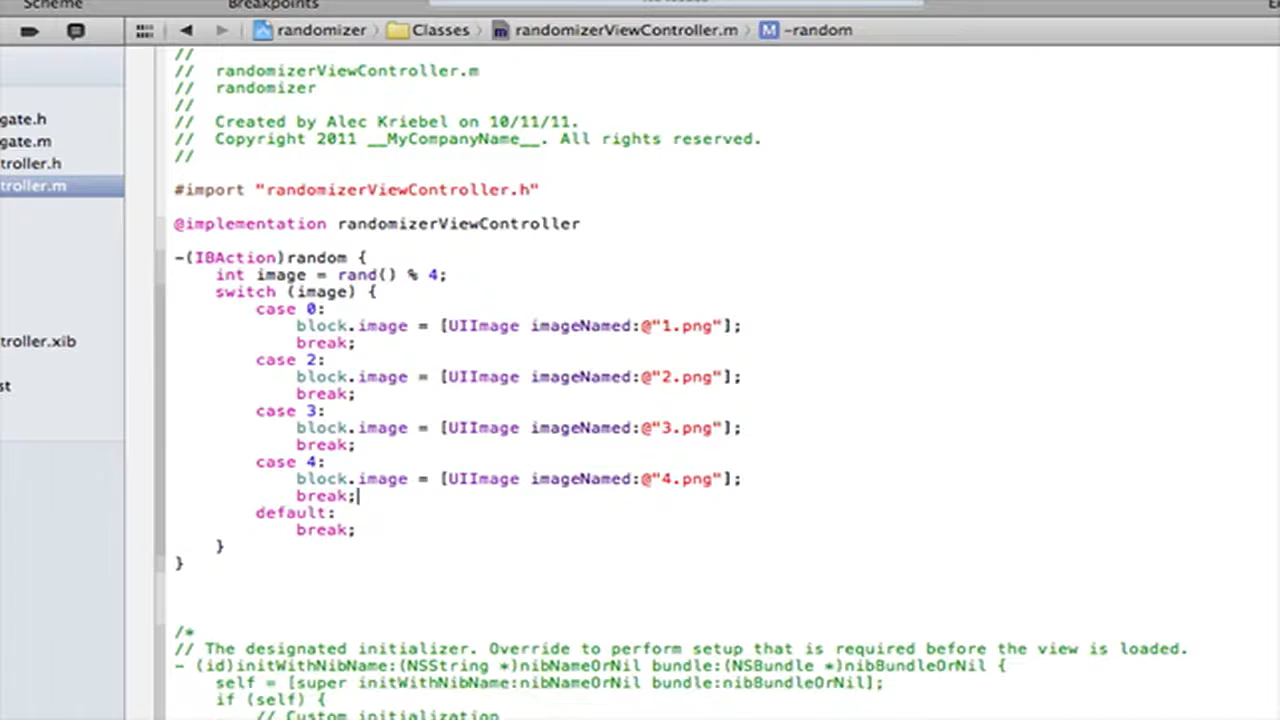 Scheme Breakpoints
randomizer Classes randomizerViewController.m -random
gate.h
gate.m
troller.h
troller.m
troller.xib
st
//
// randomizerViewController.m
// randomizer
//
// Created by Alec Kriebel on 10/11/11.
// Copyright 2011 __MyCompanyName__. All rights reserved.
//
#import "randomizerViewController.h"
@implementation randomizerViewController
-(IBAction)random {
int image = rand() % 4;
switch (image) {
case 0:
block.image = [UIImage imageNamed:@"1.png"];
break;
case 2:
block.image = [UIImage imageNamed:@"2.png"];
break;
case 3:
block.image = [UIImage imageNamed:@"3.png"];
break;
case 4:
block.image = [UIImage imageNamed:@"4.png"];
break;
default:
break;
}
}
/*
// The designated initializer. Override to perform setup that is required before the view is loaded.
- (id)initWithNibName:(NSString *)nibNameOrNil bundle:(NSBundle *)nibBundleOrNil {
self = [super initWithNibName:nibNameOrNil bundle:nibBundleOrNil];
if (self) {
// Custom initialization